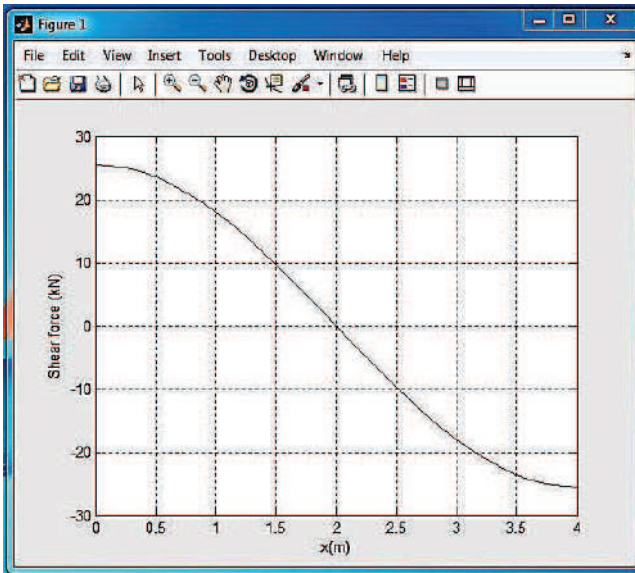 Figure 1
File Edit View Insert Tools Desktop Window Help
30
20
10
0
-10
-20
-30
Shear force (kN)
0 0.5 1 1.5 2 2.5 3 3.5 4
x(m)